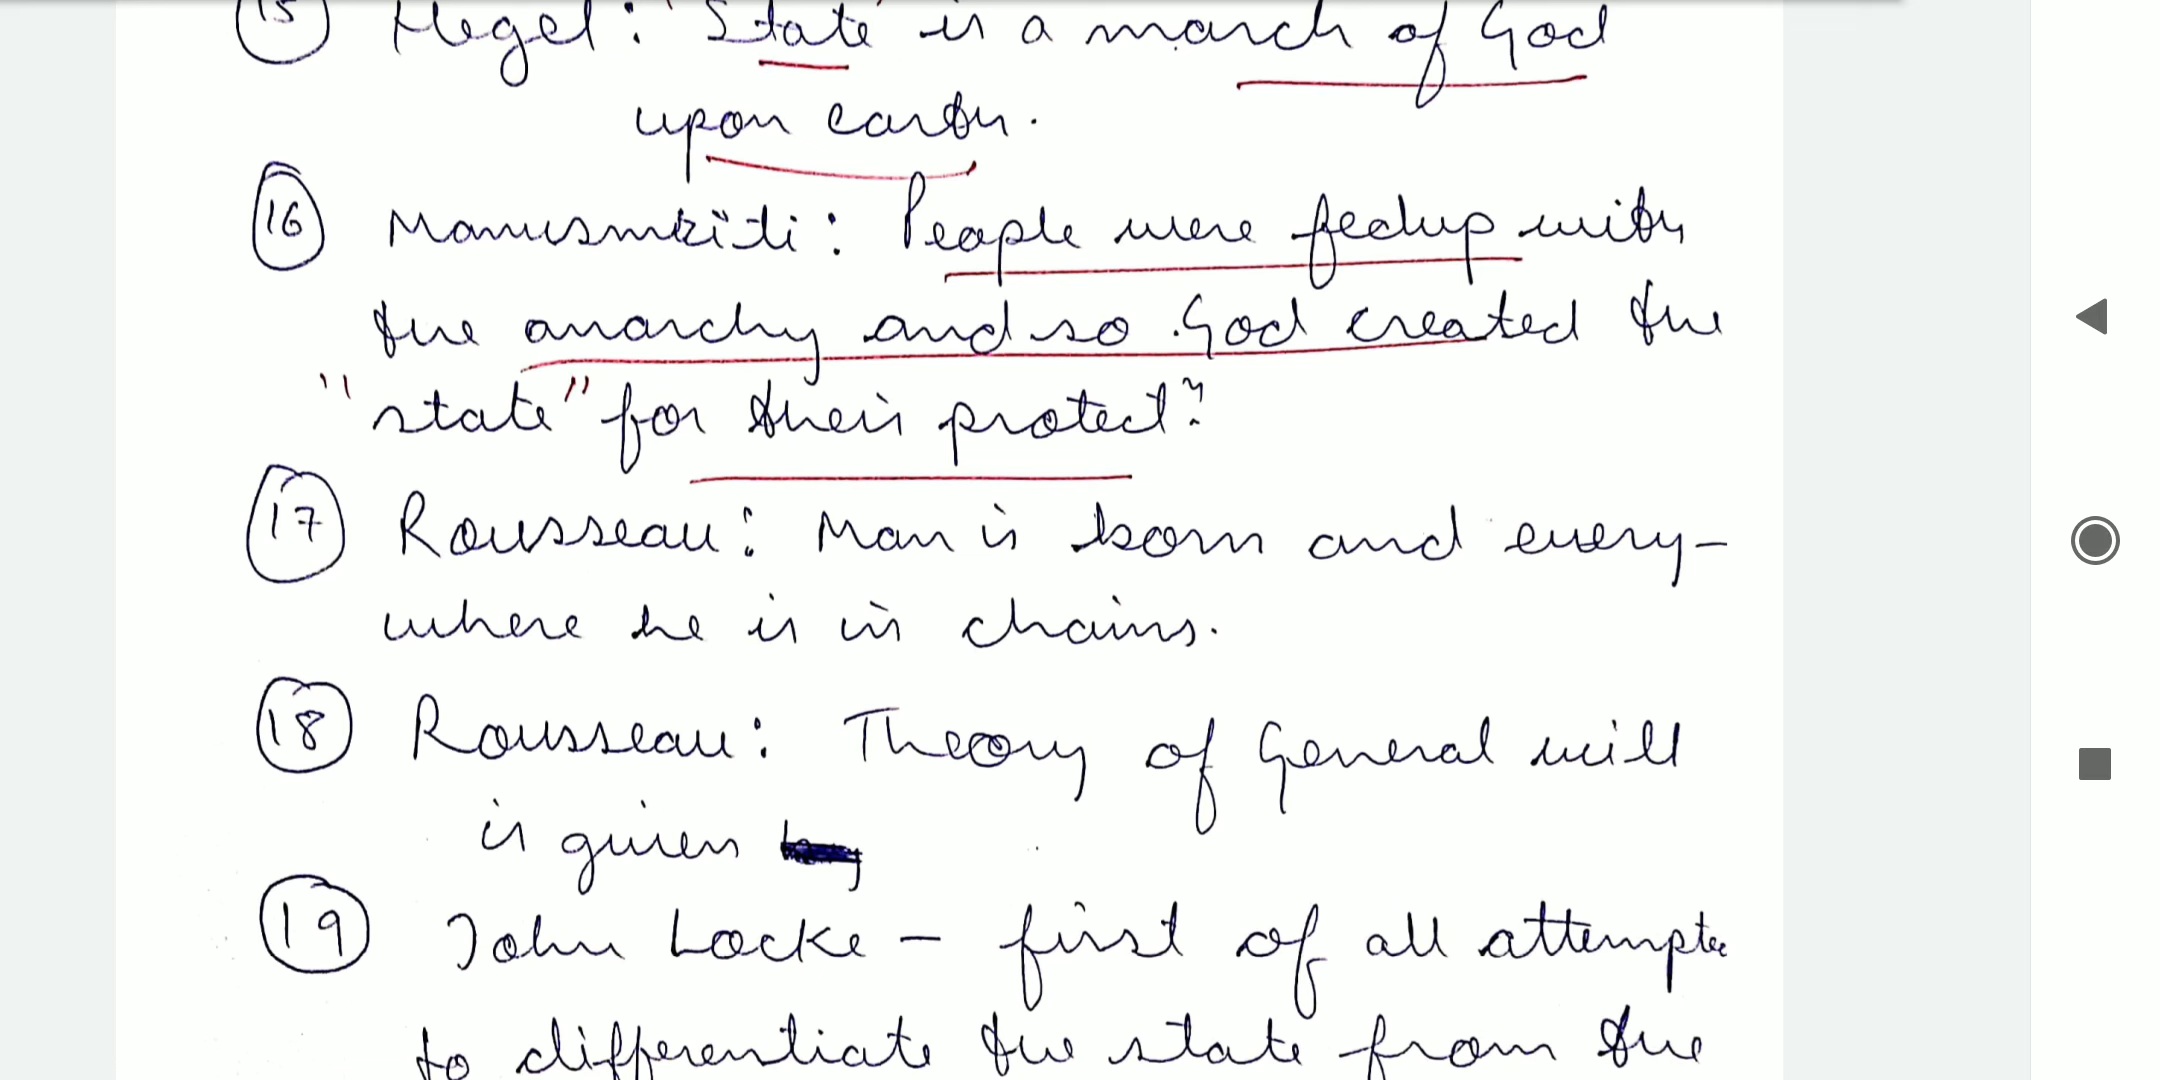 15 Hegel: "State" is a march of God
upon earth.
16 Manusmriti: People were fedup with
the anarchy and so God created the
"state" for their protectn.
17 Rousseau: Man is born and every-
where he is in chains.
18 Rousseau: Theory of General will
is given
19 John Locke - first of all attempted
to differentiate the state from the